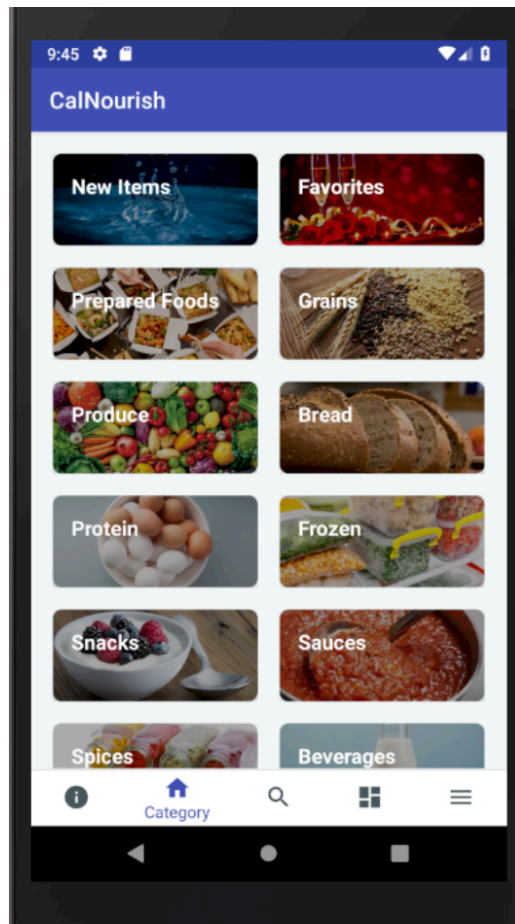 9:45
CalNourish
New Items
Favorites
Prepared Foods
Grains
Produce
Bread
Protein
Frozen
Snacks
Sauces
Spices
Beverages
Category